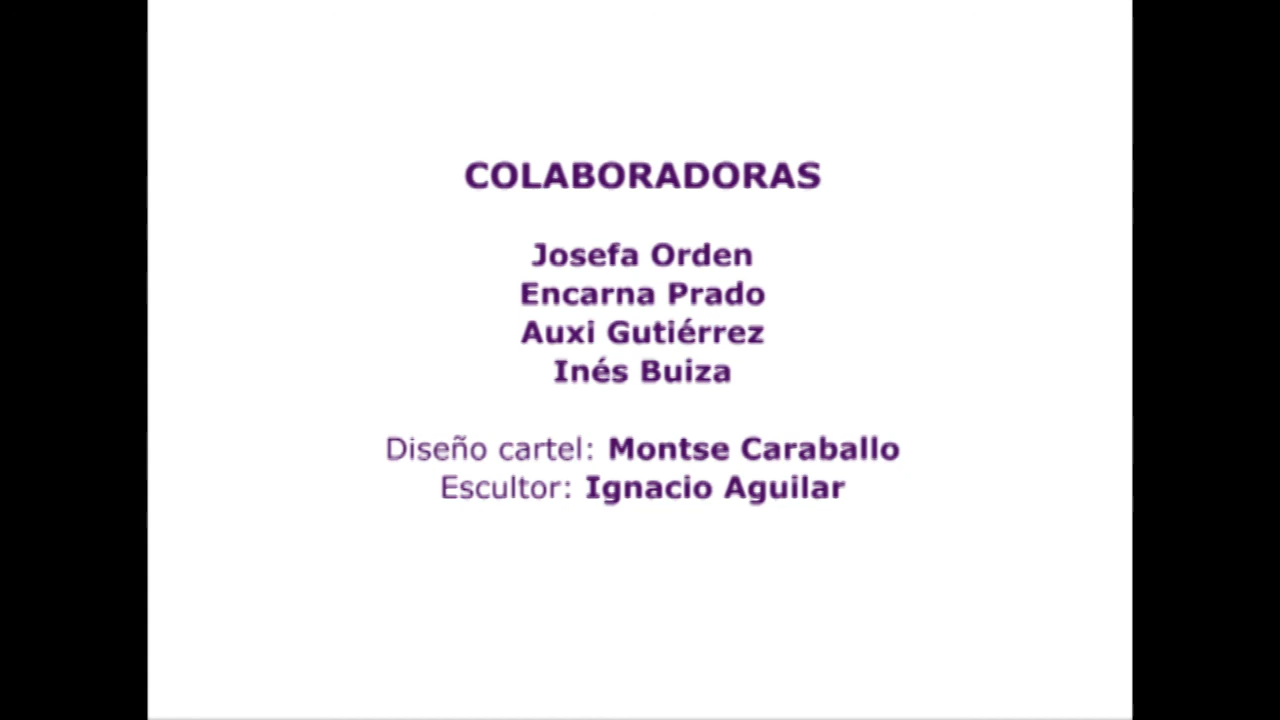 COLABORADORAS
Josefa Orden
Encarna Prado
Auxi Gutiérrez
Inés Buiza
Diseño cartel: Montse Caraballo
Escultor: Ignacio Aguilar